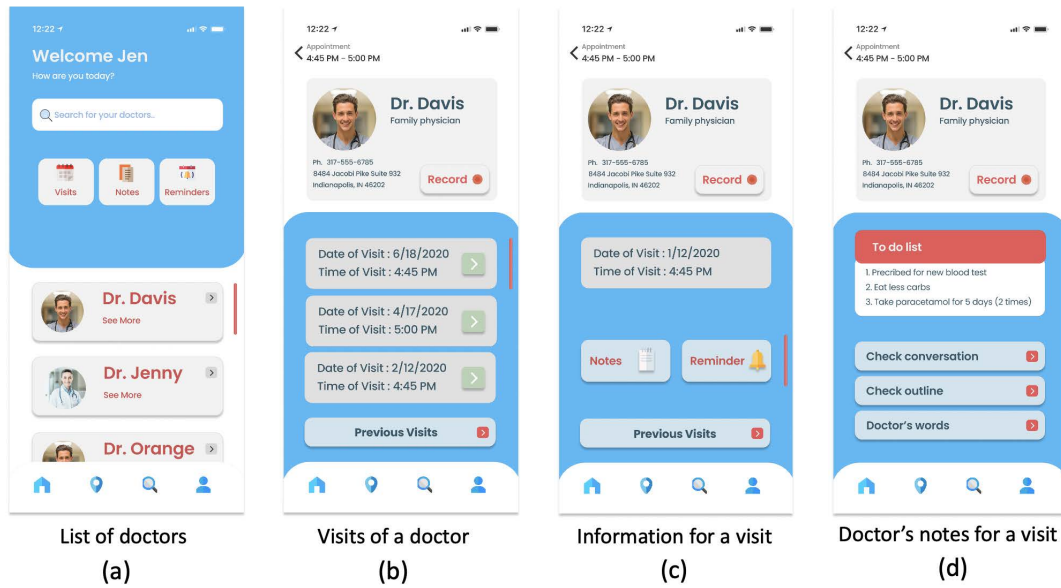 12:22
Welcome Jen
How are you today?
Search for your doctors..
Visits
Notes
Reminders
Dr. Davis
See More
Dr. Jenny
See More
Dr. Orange
List of doctors
(a)
12:22
Appointment
4:45 PM - 5:00 PM
Dr. Davis
Family physician
Ph. 317-555-6785
8484 Jacobi Pike Suite 932
Indianapolis, IN 46202
Record
Date of Visit : 6/18/2020
Time of Visit : 4:45 PM
Date of Visit : 4/17/2020
Time of Visit : 5:00 PM
Date of Visit : 2/12/2020
Time of Visit : 4:45 PM
Previous Visits
Visits of a doctor
(b)
12:22
Appointment
4:45 PM - 5:00 PM
Dr. Davis
Family physician
Ph. 317-555-6785
8484 Jacobi Pike Suite 932
Indianapolis, IN 46202
Record
Date of Visit : 1/12/2020
Time of Visit : 4:45 PM
Notes
Reminder
Previous Visits
Information for a visit
(c)
12:22
Appointment
4:45 PM - 5:00 PM
Dr. Davis
Family physician
Ph. 317-555-6785
8484 Jacobi Pike Suite 932
Indianapolis, IN 46202
Record
To do list
1. Precribed for new blood test
2. Eat less carbs
3. Take paracetamol for 5 days (2 times)
Check conversation
Check outline
Doctor's words
Doctor's notes for a visit
(d)